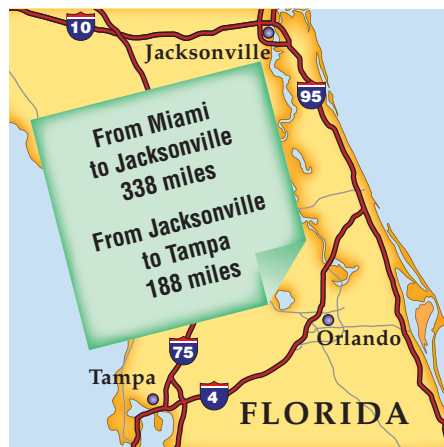 10
Jacksonville
95
From Miami
to Jacksonville
338 miles
From Jacksonville
to Tampa
188 miles
Orlando
75
Tampa
4
FLORIDA